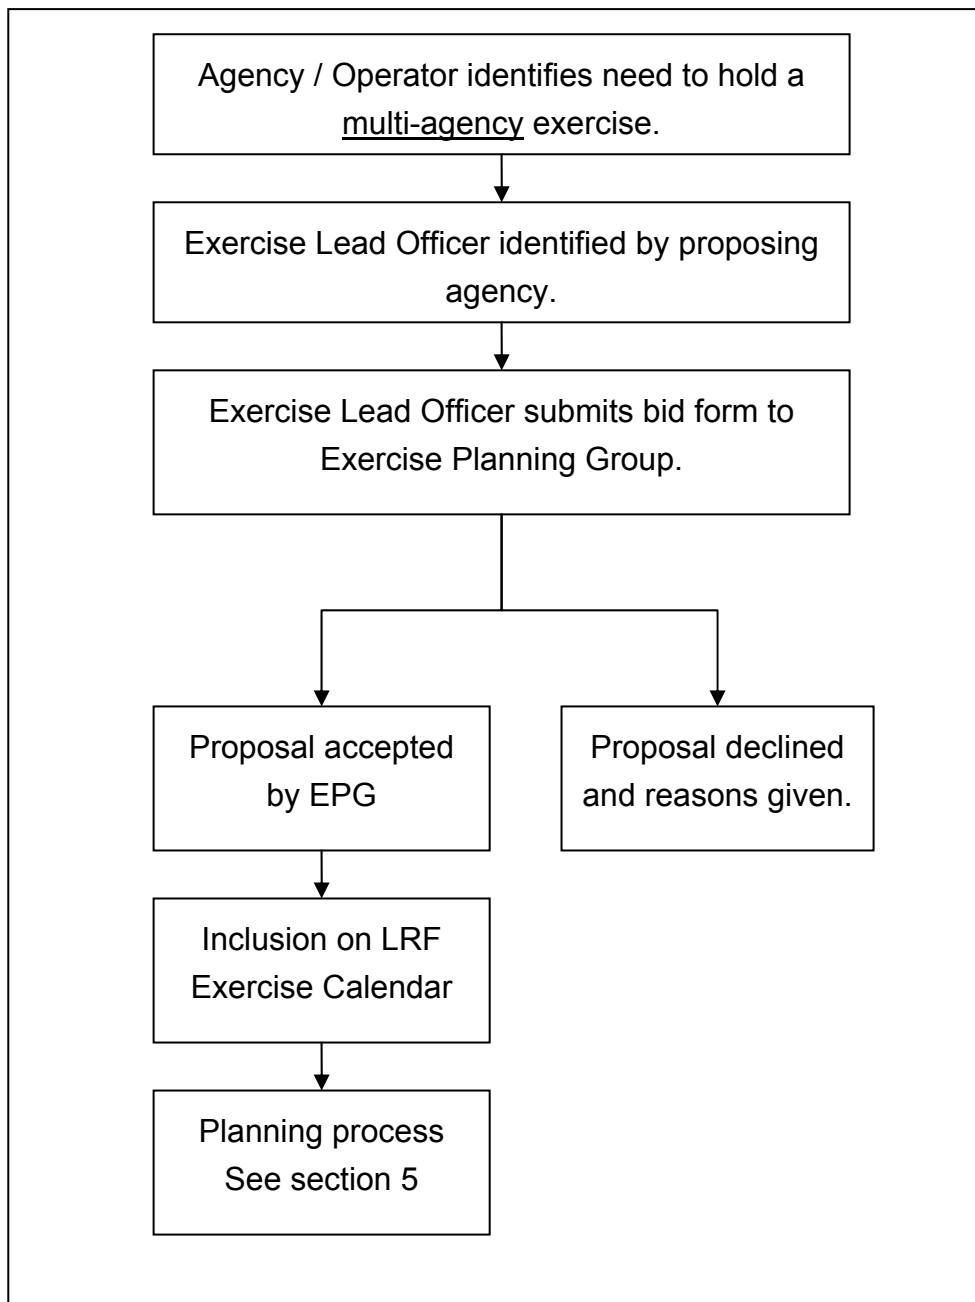 Agency / Operator identifies need to hold a
multi-agency exercise.
Exercise Lead Officer identified by proposing
agency.
Exercise Lead Officer submits bid form to
Exercise Planning Group.
Proposal accepted
by EPG
Proposal declined
and reasons given.
Inclusion on LRF
Exercise Calendar
Planning process
See section 5